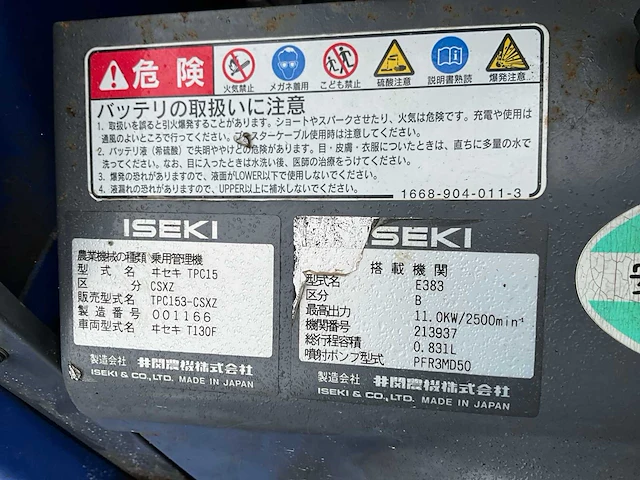 危険
火気禁止 メガネ着用 こども禁止 硫酸注意 説明書熟読 爆発注意
バッテリの取扱いに注意
1. 取扱いを誤ると引火爆発することがあります。ショートやスパークさせたり、火気は危険です。充電や使用は
通風のよいところで行ってください。ブースターケーブル使用時は注意してください。
2. バッテリ液(希硫酸)で失明ややけどの危険があります。目・皮膚・衣服についたときは、直ちに多量の水で
洗ってください。なお、目に入ったときは水洗い後、医師の治療をうけてください。
3. 爆発の恐れがありますので、液面がLOWER以下で使用しないでください。
4. 液漏れの恐れがありますので、UPPER以上に補水しないでください。
1668-904-011-3
ISEKI
農業機械の種類 乗用管理機
型式名 ヰセキ TPC15
区分 CSXZ
販売型式名 TPC153-CSXZ
製造番号 001166
車両型式名 ヰセキ T130F
製造会社 井関農機株式会社
ISEKI & CO., LTD. MADE IN JAPAN
SEKI
搭載機関
型式名 E383
区分 B
最高出力 11.0KW/2500min⁻¹
機関番号 213937
総行程容積 0.831L
噴射ポンプ型式 PFR3MD50
製造会社 井関農機株式会社
ISEKI & CO., LTD. MADE IN JAPAN